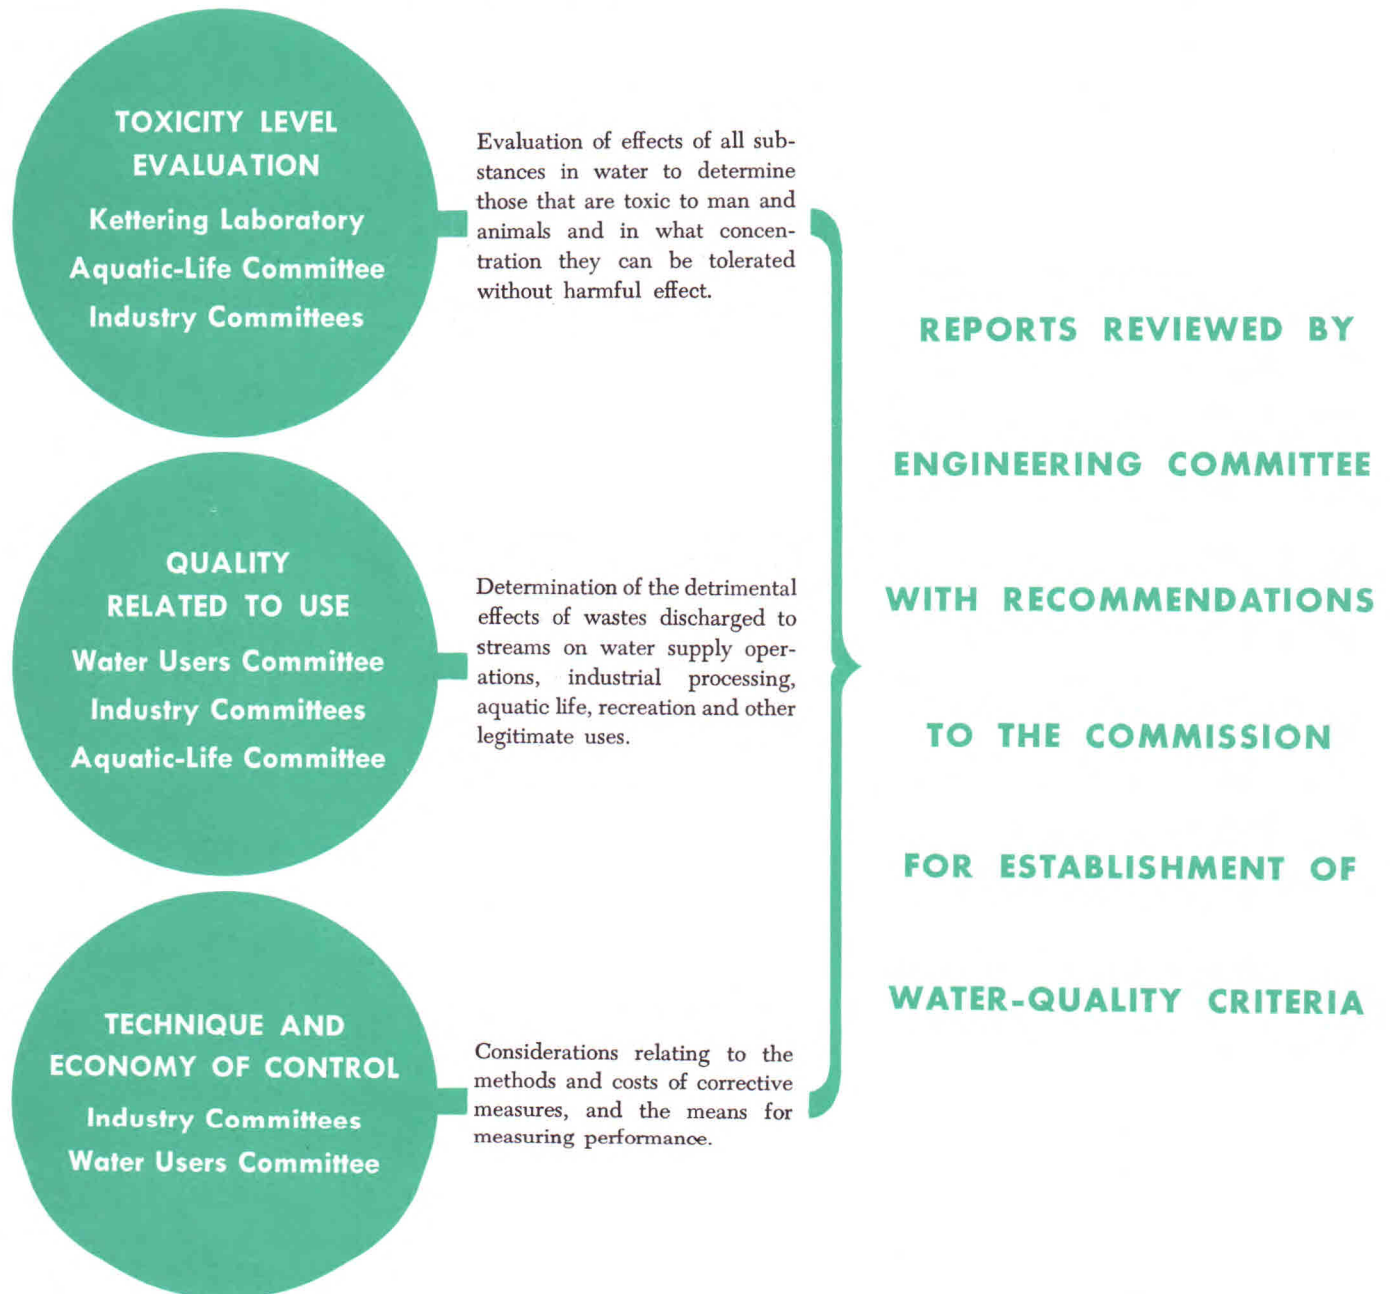 TOXICITY LEVEL
EVALUATION
Kettering Laboratory
Aquatic-Life Committee
Industry Committees
Evaluation of effects of all sub-
stances in water to determine
those that are toxic to man and
animals and in what concen-
tration they can be tolerated
without harmful effect.
QUALITY
RELATED TO USE
Water Users Committee
Industry Committees
Aquatic-Life Committee
Determination of the detrimental
effects of wastes discharged to
streams on water supply oper-
ations, industrial processing,
aquatic life, recreation and other
legitimate uses.
TECHNIQUE AND
ECONOMY OF CONTROL
Industry Committees
Water Users Committee
Considerations relating to the
methods and costs of corrective
measures, and the means for
measuring performance.
REPORTS REVIEWED BY
ENGINEERING COMMITTEE
WITH RECOMMENDATIONS
TO THE COMMISSION
FOR ESTABLISHMENT OF
WATER-QUALITY CRITERIA